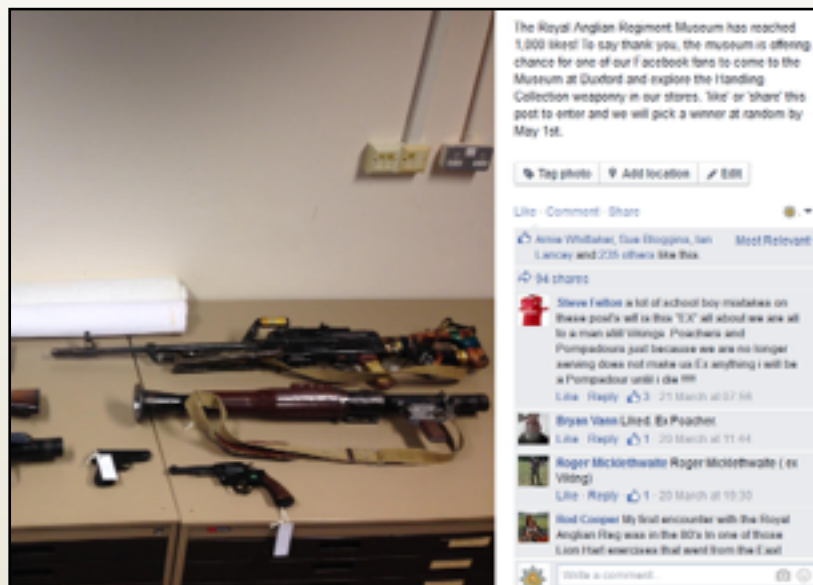 The Royal Anglian Regiment Museum has reached
1,000 likes! To say thank you, the museum is offering
chance for one of our Facebook fans to come to the
Museum at Duxford and explore the Handling
Collection weaponry in our stores. 'like' or 'share' this
post to enter and we will pick a winner at random by
May 1st.
Tag photo Add location Edit
Like · Comment · Share
Most Relevant
Lancey and 235 others like this.
94 shares
Steve Felton a lot of school boy mistakes on
these post's wtf is this "EX" all about we are all
to a man still Vikings Poachers and
Pompadours just because we are no longer
serving does not make us Ex anything i will be
a Pompadour until i die !!!!
Like · Reply · 3 · 21 March at
Bryan Vann Liked. Ex Poacher.
Like · Reply · 1 · 20 March at 11:44
Roger Micklethwaite Roger Micklethwaite ( ex
Viking)
Like · Reply · 1 · 20 March at 19:30
Rod Cooper My first encounter with the Royal
Anglian Reg was in the 80's in one of those
Lion Hart exercises that went from the East
Write a comment...